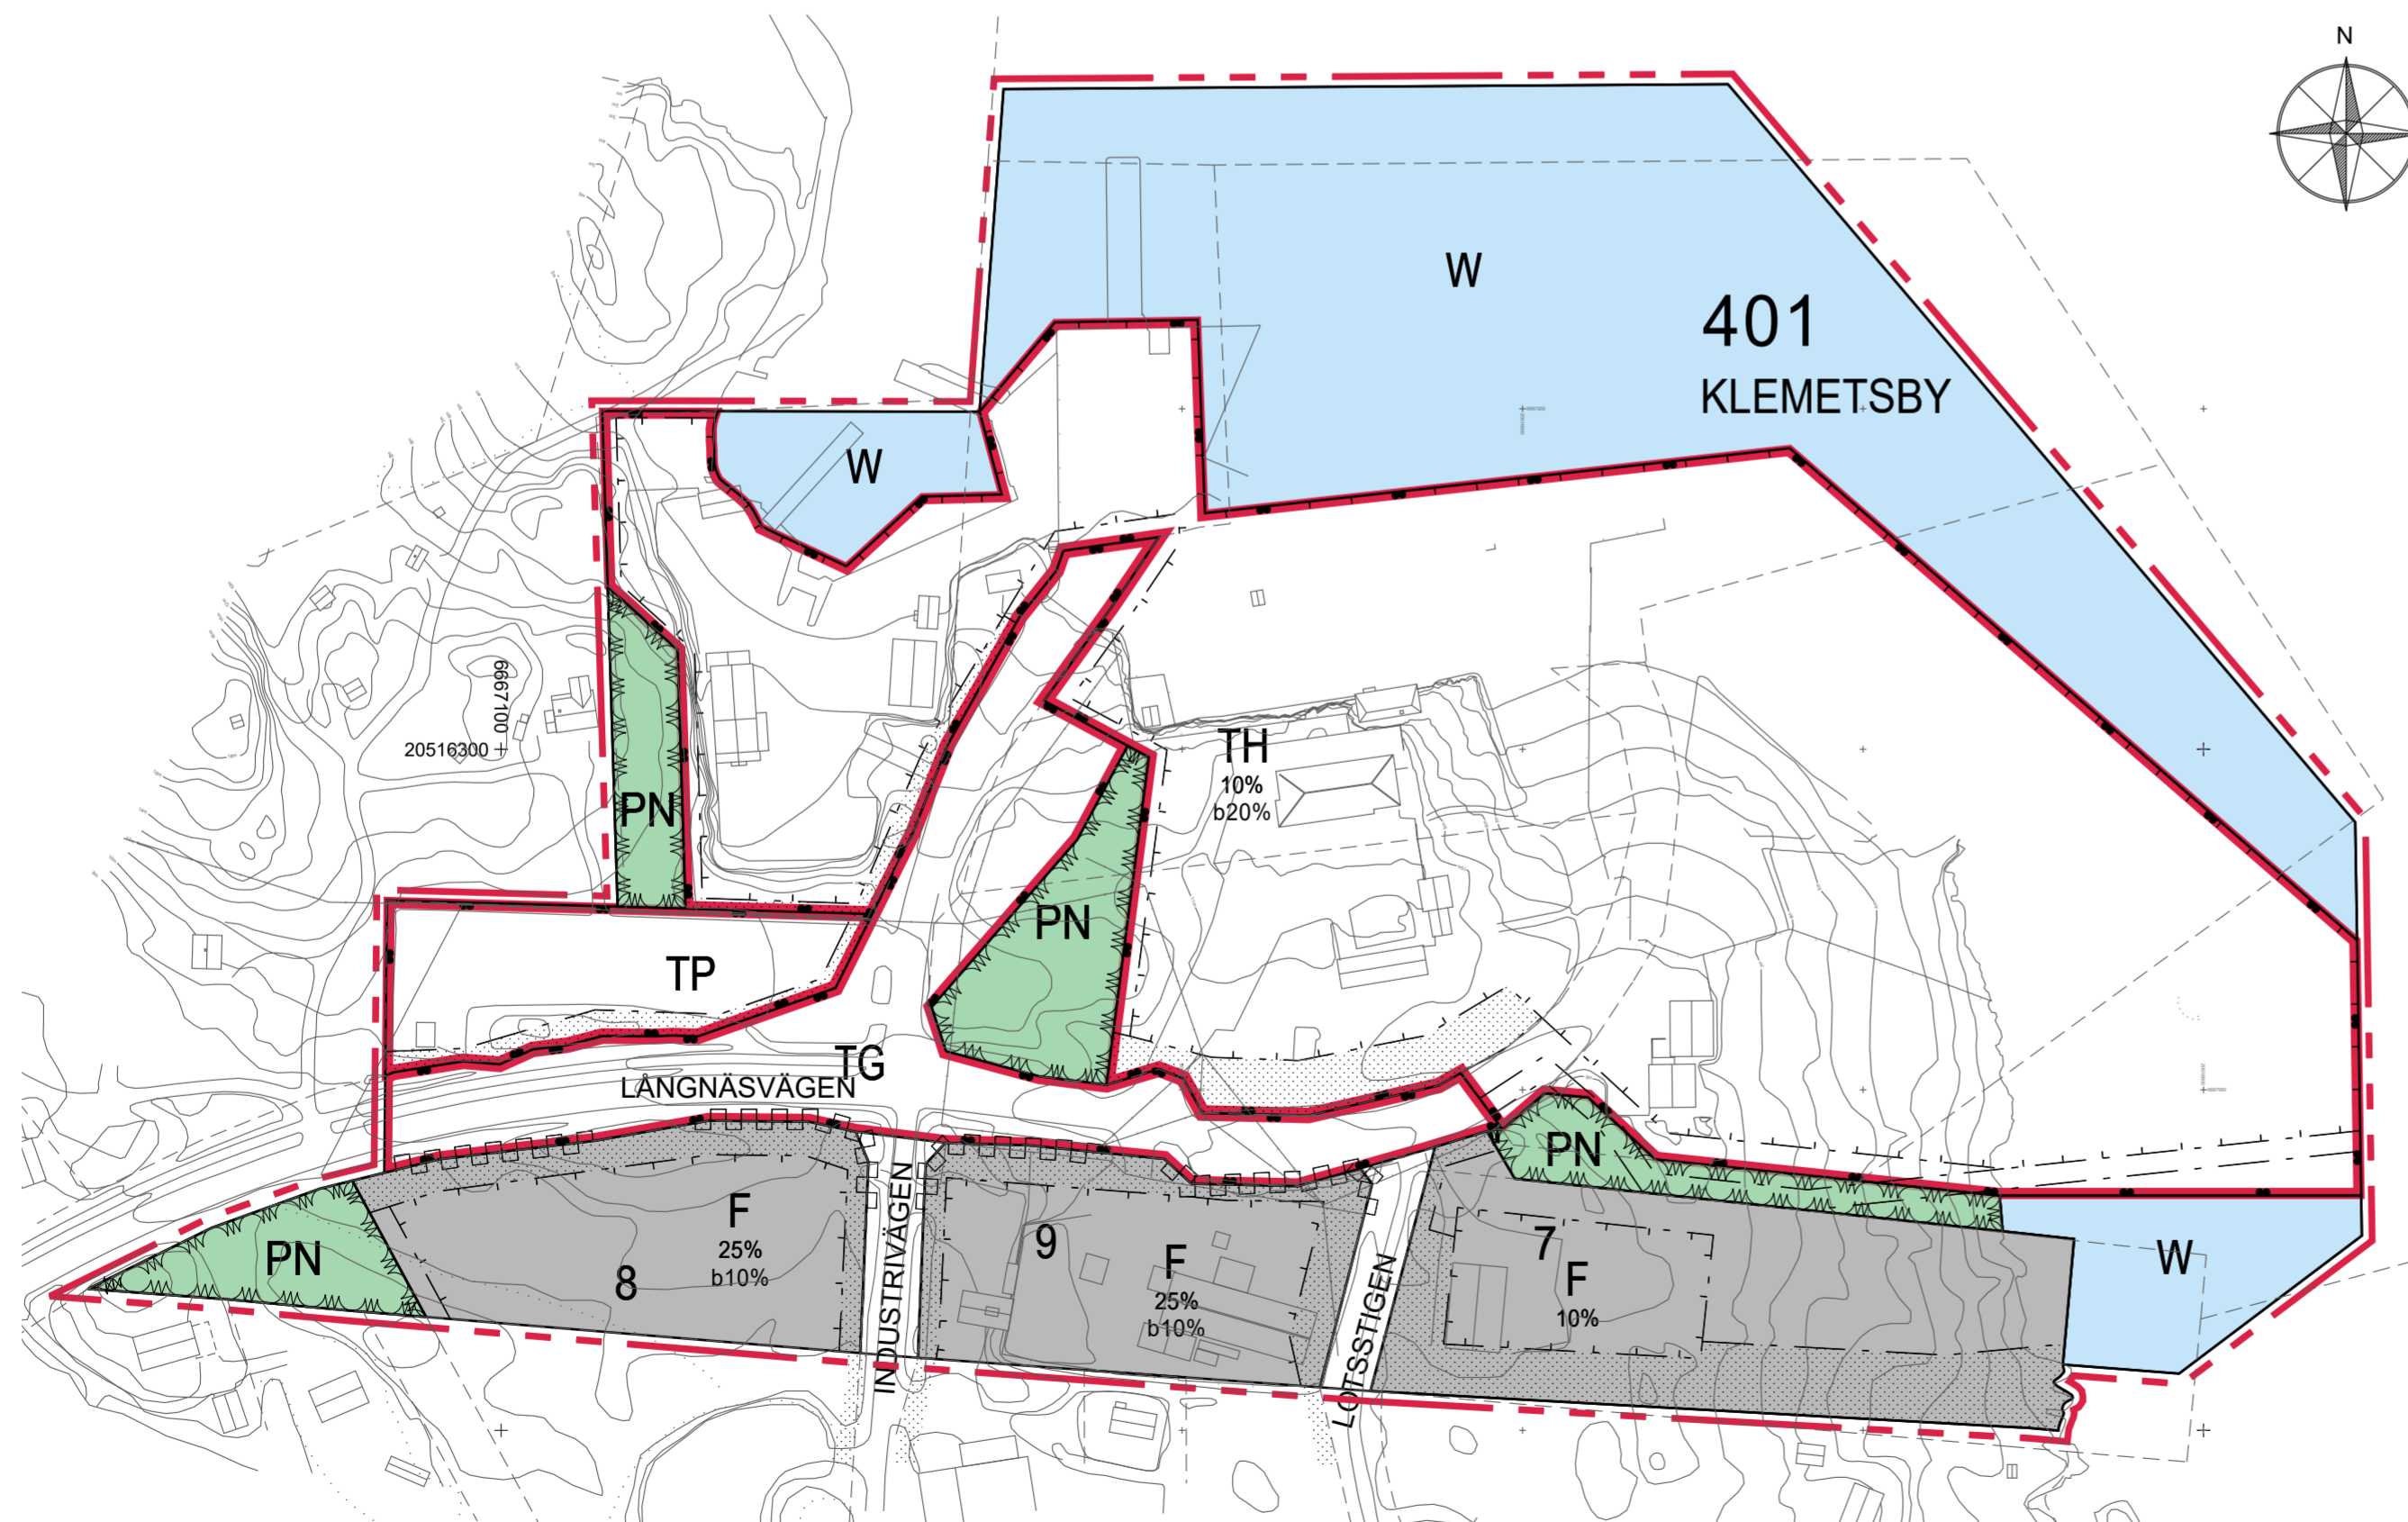 N
W
401
KLEMETSBY
W
6667100
20516300
TH
10%
b20%
PN
PN
TP
TG
LÅNGNÄSVÄGEN
PN
F
25%
b10%
8
INDUSTRIVÄGEN
9
F
25%
b10%
LOTSSTIGEN
7
F
10%
W
PN